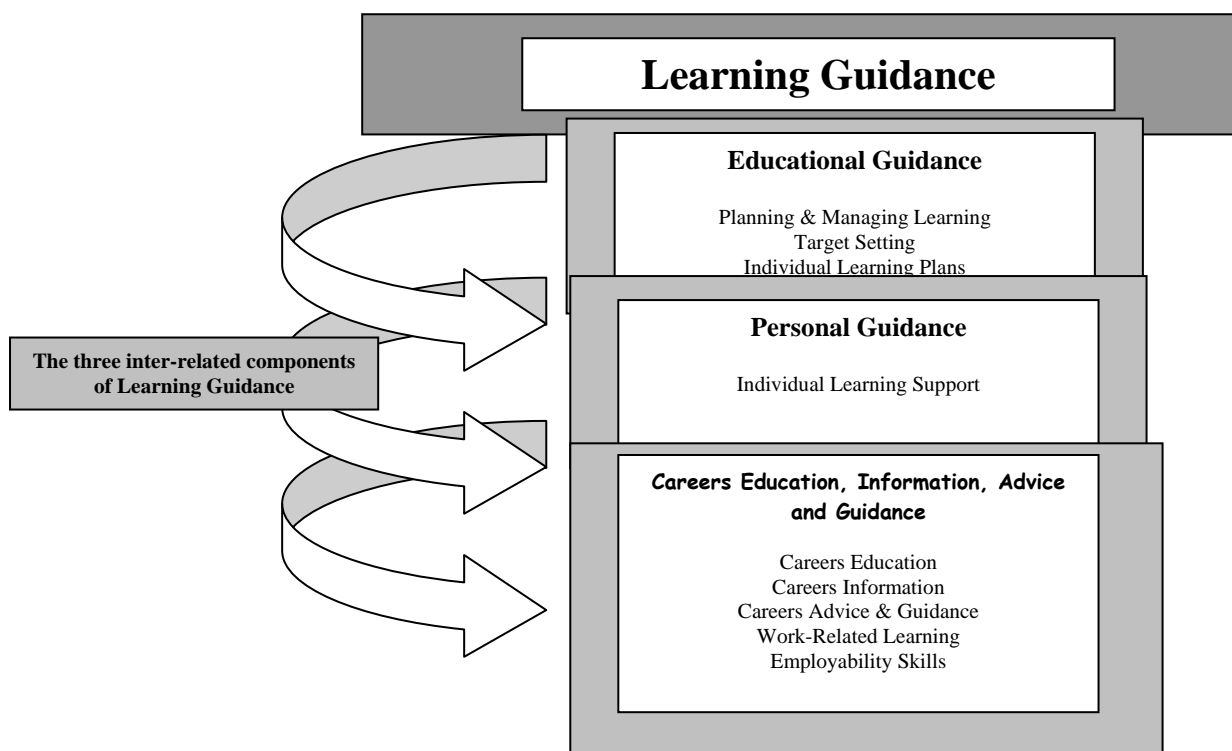 Learning Guidance
Educational Guidance
Planning & Managing Learning
Target Setting
Individual Learning Plans
The three inter-related components
of Learning Guidance
Personal Guidance
Individual Learning Support
Careers Education, Information, Advice
and Guidance
Careers Education
Careers Information
Careers Advice & Guidance
Work-Related Learning
Employability Skills